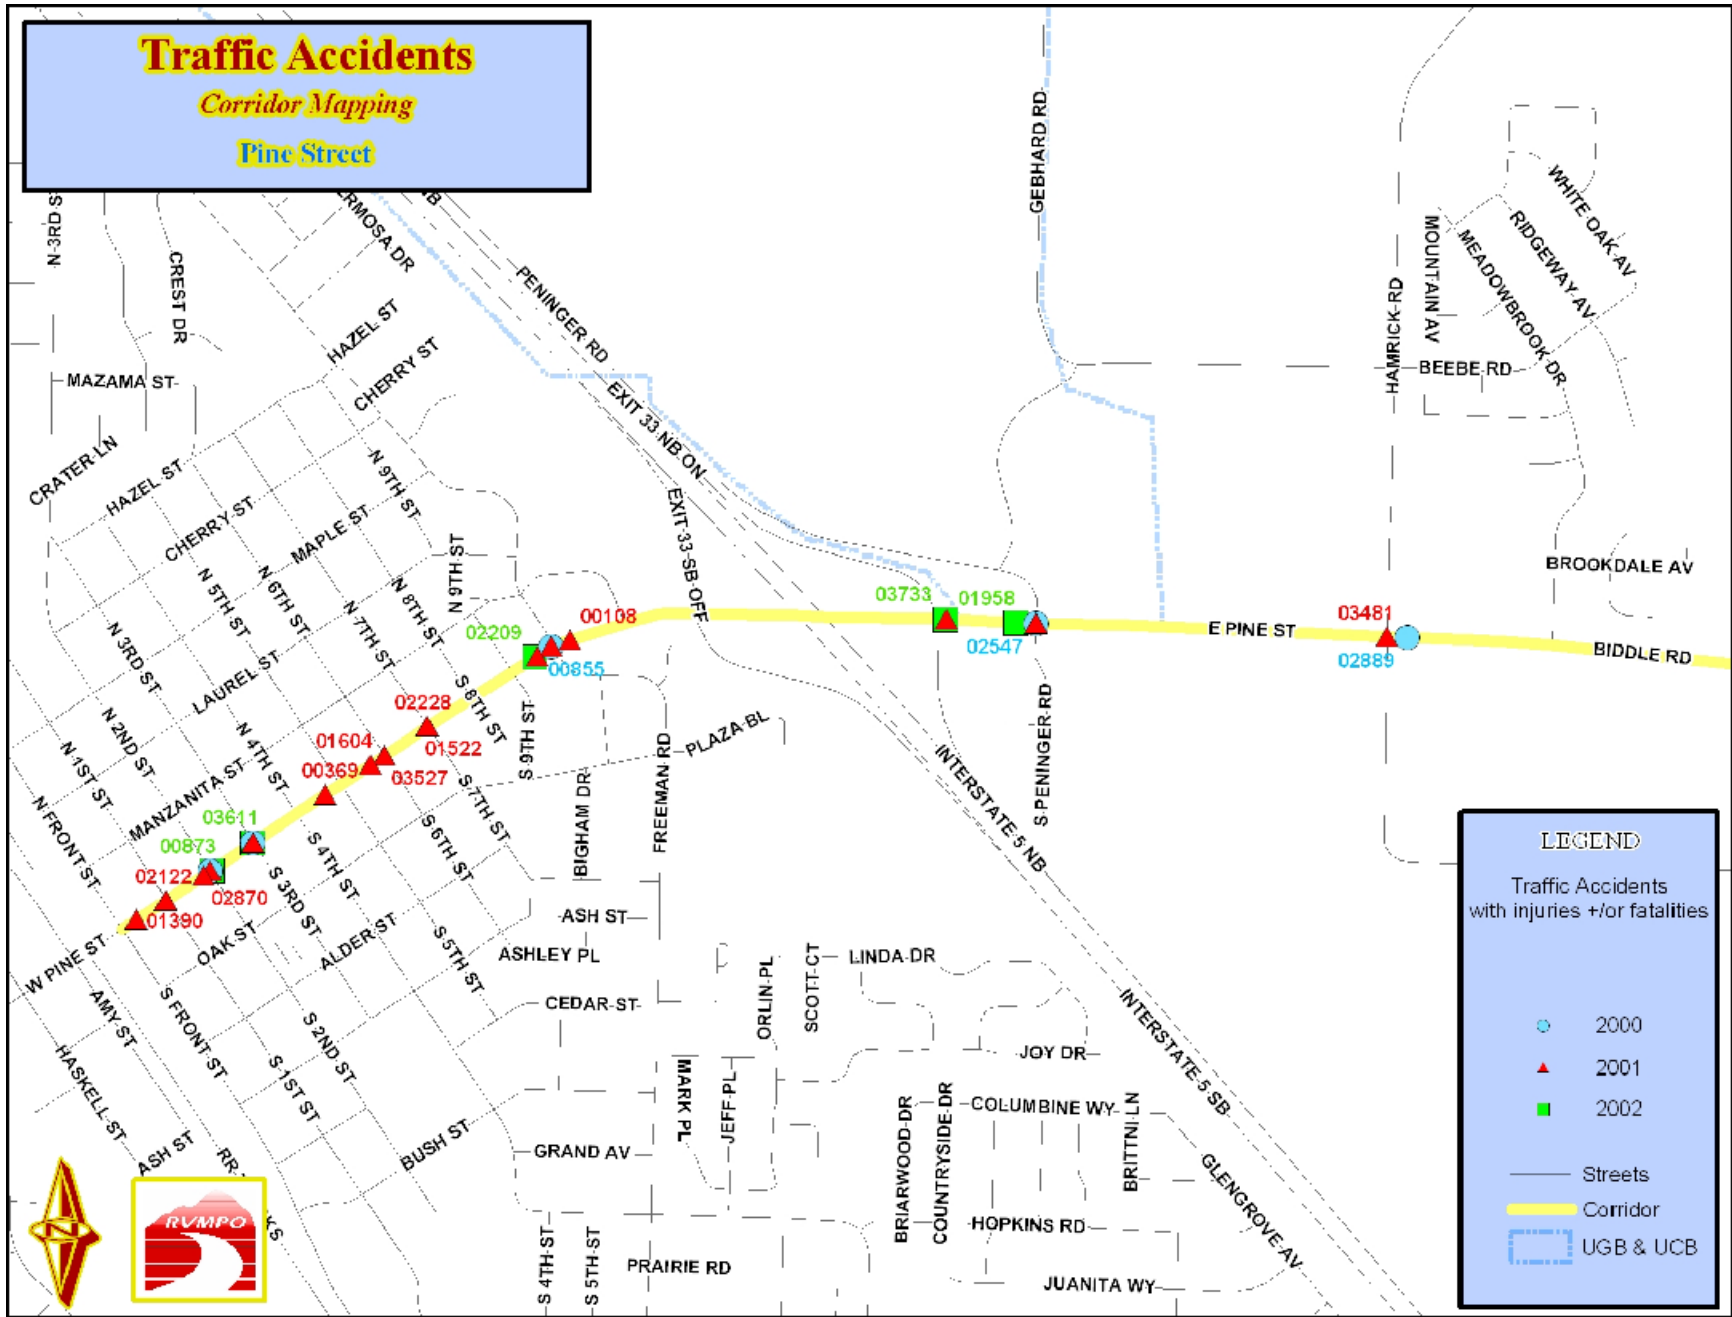 Traffic Accidents
Corridor Mapping
Pine Street
N 3RD S
CREST DR
ERMOSA DR
NB
PENINGER RD
GEBHARD RD
HAMRICK RD
MOUNTAIN AV
MEADOWBROOK DR
RIDGEWAY AV
WHITE OAK AV
BEEBE RD
MAZAMA ST
HAZEL ST
CHERRY ST
CRATER LN
HAZEL ST
CHERRY ST
MAPLE ST
N 9TH ST
EXIT 33 NB ON
EXIT 33 SB OFF
N 9TH ST
N 8TH ST
N 7TH ST
N 6TH ST
N 5TH ST
N 3RD ST
LAUREL ST
N 2ND ST
N 4TH ST
N 1ST ST
MANZANITA ST
N FRONT ST
BROOKDALE AV
03733
01958
02547
E PINE ST
03481
02889
BIDDLE RD
00108
02209
00855
S 8TH ST
S 9TH ST
02228
01522
01604
03527
00369
03611
00873
02122
02870
01390
PLAZA BL
FREEMAN RD
BIGHAM DR
S 7TH ST
S 6TH ST
S 4TH ST
S 3RD ST
S 5TH ST
INTERSTATE 5 NB
S PENINGER RD
W PINE ST
OAK ST
ALDER ST
ASH ST
ASHLEY PL
CEDAR ST
ORLIN PL
SCOT CT
LINDA DR
JOY DR
INTERSTATE 5 SB
AMY ST
HASKELL ST
S FRONT ST
S 2ND ST
S 1ST ST
ASH ST
RR
KS
BUSH ST
GRAND AV
MARK PL
JEFF PL
BRIARWOOD DR
COUNTRYSIDE DR
COLUMBINE WY
BRITTNI LN
GLENGROVE AV
HOPKINS RD
JUANITA WY
S 4TH ST
S 5TH ST
PRAIRIE RD
N
RVMPO
LEGEND
Traffic Accidents
with injuries +/or fatalities
2000
2001
2002
Streets
Corridor
UGB & UCB